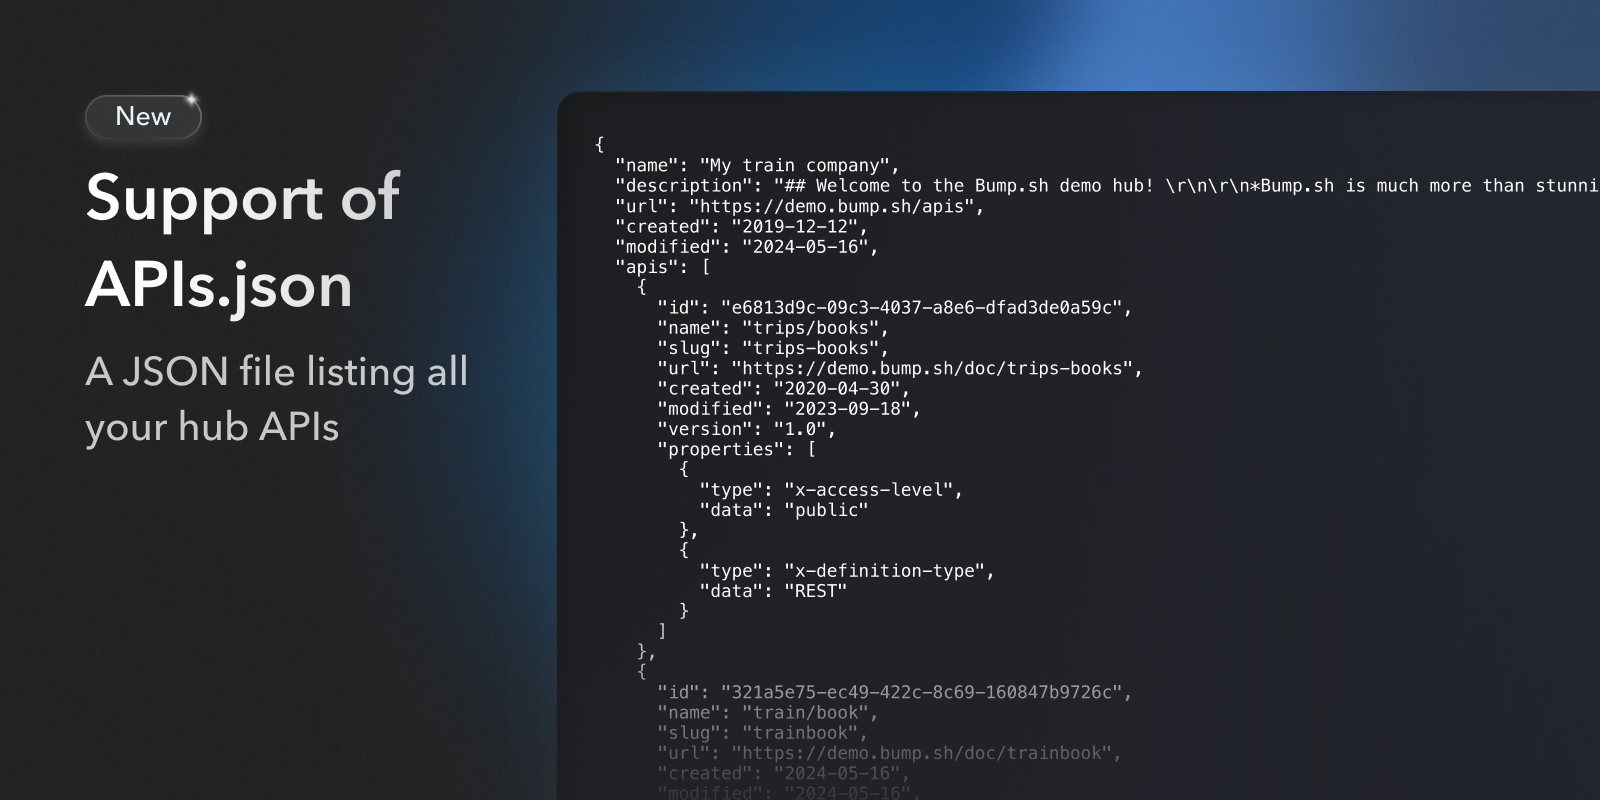 New
Support of
APIs.json
A JSON file listing all
your hub APIs
{
"name": "My train company",
"description": "## Welcome to the Bump.sh demo hub! \r\n\r\n*Bump.sh is much more than stunni
"url": "https://demo.bump.sh/apis",
"created": "2019-12-12",
"modified": "2024-05-16",
"apis": [
{
"id": "e6813d9c-09c3-4037-a8e6-dfad3de0a59c",
"name": "trips/books",
"slug": "trips-books",
"url": "https://demo.bump.sh/doc/trips-books",
"created": "2020-04-30",
"modified": "2023-09-18",
"version": "1.0",
"properties": [
{
"type": "x-access-level",
"data": "public"
},
{
"type": "x-definition-type",
"data": "REST"
}
]
},
{
"id": "321a5e75-ec49-422c-8c69-160847b9726c",
"name": "train/book",
"slug": "trainbook",
"url": "https://demo.bump.sh/doc/trainbook",
"created": "2024-05-16",
"modified": "2024-05-16",